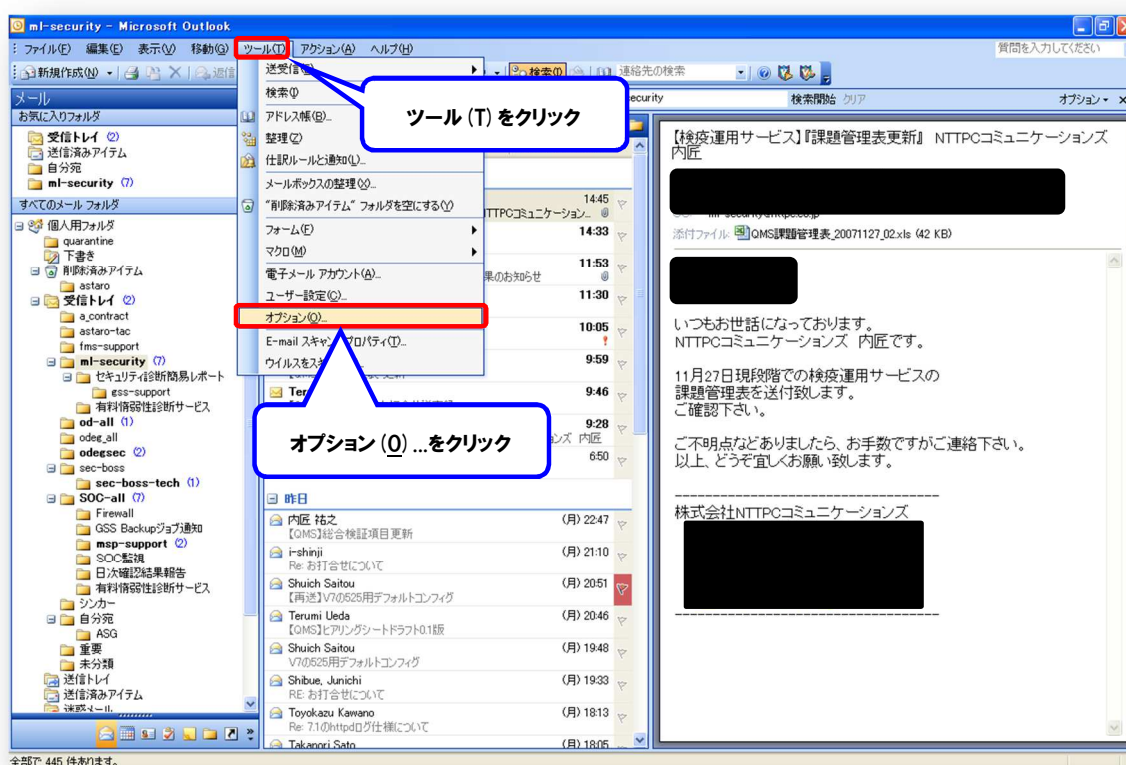 ml-security - Microsoft Outlook
ファイル(F) 編集(E) 表示(V) 移動(G) ツール(T) アクション(A) ヘルプ(H)
質問を入力してください
新規作成(N) 返信 検索(I) 連絡先の検索
メール
ecurity 検索開始 クリア オプション
お気に入りフォルダ
受信トレイ (2)
送信済みアイテム
自分宛
ml-security (7)
すべてのメール フォルダ
個人用フォルダ
quarantine
下書き
削除済みアイテム
astaro
受信トレイ (2)
a_contract
astaro-tac
fms-support
ml-security (7)
セキュリティ診断簡易レポート
gss-support
有料脆弱性診断サービス
od-all (1)
odeg_all
odegsec (2)
sec-boss
sec-boss-tech (1)
SOC-all (7)
Firewall
GSS Backupジョブ通知
msp-support (2)
SOC監視
日次確認結果報告
有料脆弱性診断サービス
シンカー
自分宛
ASG
重要
未分類
送信トレイ
送信済みアイテム
迷惑メール
全部で 445 件あります。
送受信(E)
検索(I)
アドレス帳(B)...
整理(Z)
仕訳ルールと通知(L)...
メールボックスの整理(X)...
"削除済みアイテム" フォルダを空にする(Y)
フォーム(F)
マクロ(M)
電子メール アカウント(A)...
ユーザー設定(C)...
オプション(O)...
E-mail スキャン プロパティ(T)...
ウイルスをス
ツール (T) をクリック
オプション (O) ...をクリック
14:45
TTPCコミュニケーション...
14:33
11:53
果のお知らせ
11:30
10:05
9:59
Ter 9:46
9:28
ンズ 内匠
6:50
昨日
内匠 祐之 (月) 22:47
【QMS】総合検証項目更新
i-shinji (月) 21:10
Re: お打合せについて
Shuich Saitou (月) 20:51
【再送】V7の525用デフォルトコンフィグ
Terumi Ueda (月) 20:46
【QMS】ヒアリングシートドラフト0.1版
Shuich Saitou (月) 19:48
V7の525用デフォルトコンフィグ
Shibue, Junichi (月) 19:33
RE: お打合せについて
Toyokazu Kawano (月) 18:13
Re: 7.1のhttpdログ仕様について
Takanori Sato (月) 18:05
【検疫運用サービス】『課題管理表更新』 NTTPCコミュニケーションズ
内匠
ml-security@nttpc.co.jp
添付ファイル: QMS課題管理表_20071127_02.xls (42 KB)
いつもお世話になっております。
NTTPCコミュニケーションズ 内匠です。
11月27日現段階での検疫運用サービスの
課題管理表を送付致します。
ご確認下さい。
ご不明点などありましたら、お手数ですがご連絡下さい。
以上、どうぞ宜しくお願い致します。
------------------------------------
株式会社NTTPCコミュニケーションズ
------------------------------------